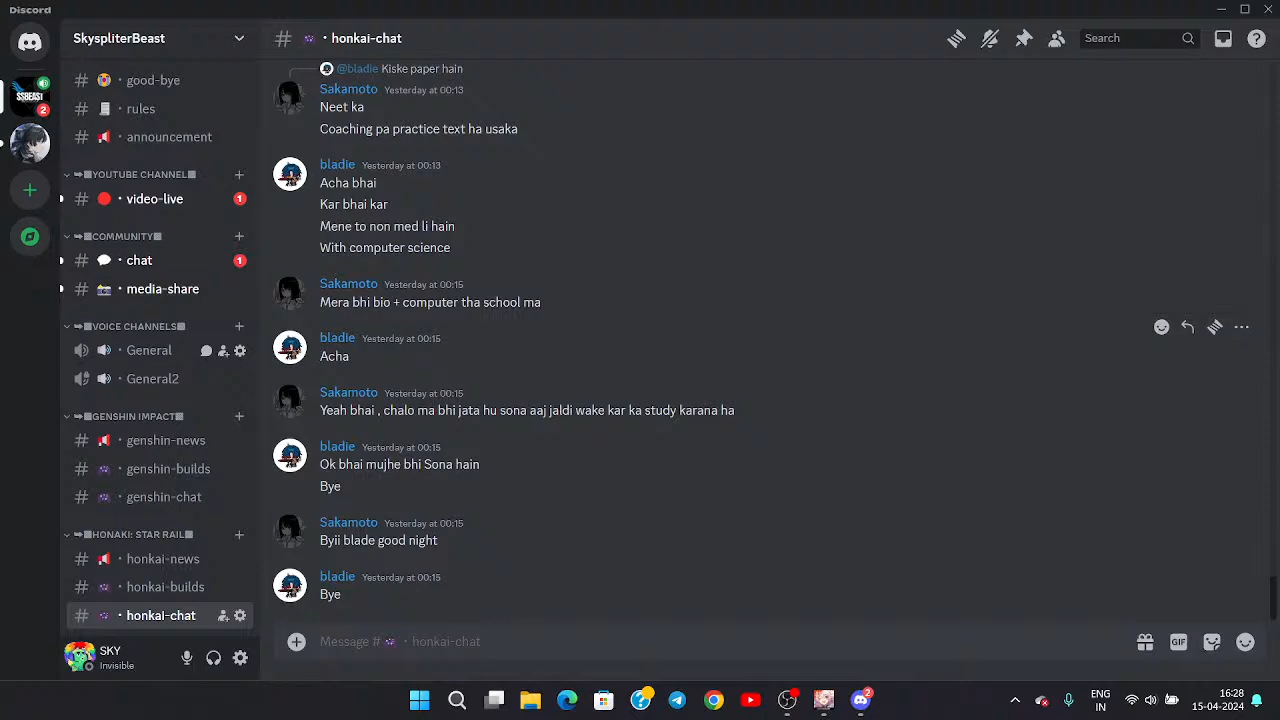 Discord
SkyspliterBeast
honkai-chat
Search
good-bye
rules
announcement
YOUTUBE CHANNEL
video-live
1
COMMUNITY
chat
1
media-share
VOICE CHANNELS
General
General2
GENSHIN IMPACT
genshin-news
genshin-builds
genshin-chat
HONAKI: STAR RAIL
honkai-news
honkai-builds
honkai-chat
SKY
Invisible
SSBEAST
2
@bladie Kiske paper hain
Sakamoto Yesterday at 00:13
Neet ka
Coaching pa practice text ha usaka
bladie Yesterday at 00:13
Acha bhai
Kar bhai kar
Mene to non med li hain
With computer science
Sakamoto Yesterday at 00:15
Mera bhi bio + computer tha school ma
bladie Yesterday at 00:15
Acha
Sakamoto Yesterday at 00:15
Yeah bhai , chalo ma bhi jata hu sona aaj jaldi wake kar ka study karana ha
bladie Yesterday at 00:15
Ok bhai mujhe bhi Sona hain
Bye
Sakamoto Yesterday at 00:15
Byii blade good night
bladie Yesterday at 00:15
Bye
Message # honkai-chat
GIF
2
ENG
IN
16:28
15-04-2024